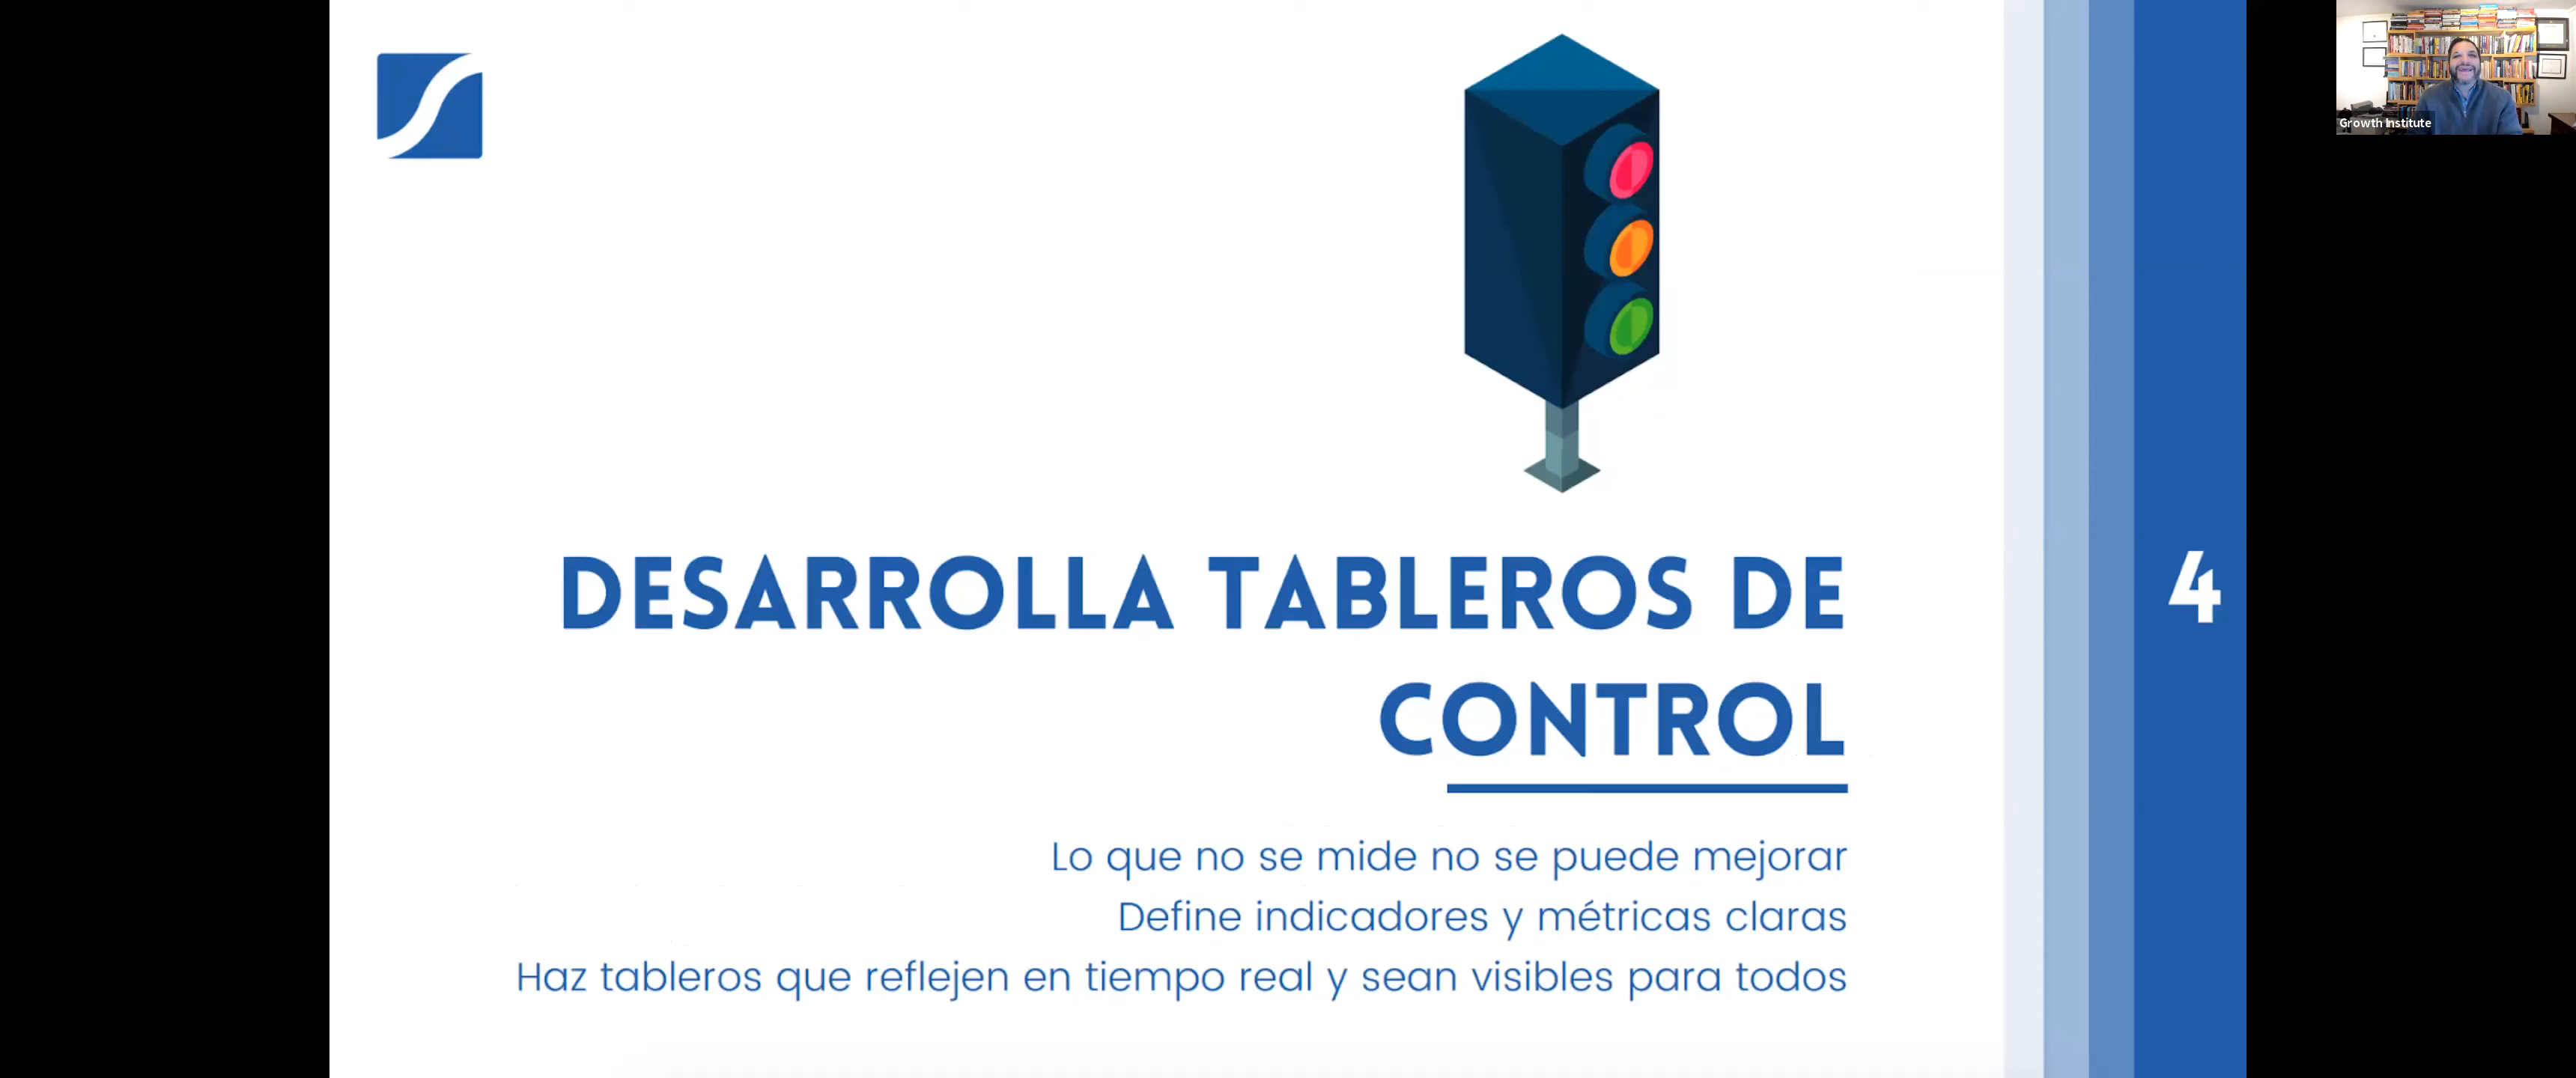 Growth Institute
DESARROLLA TABLEROS DE
CONTROL
4
Lo que no se mide no se puede mejorar
Define indicadores y métricas claras
Haz tableros que reflejen en tiempo real y sean visibles para todos